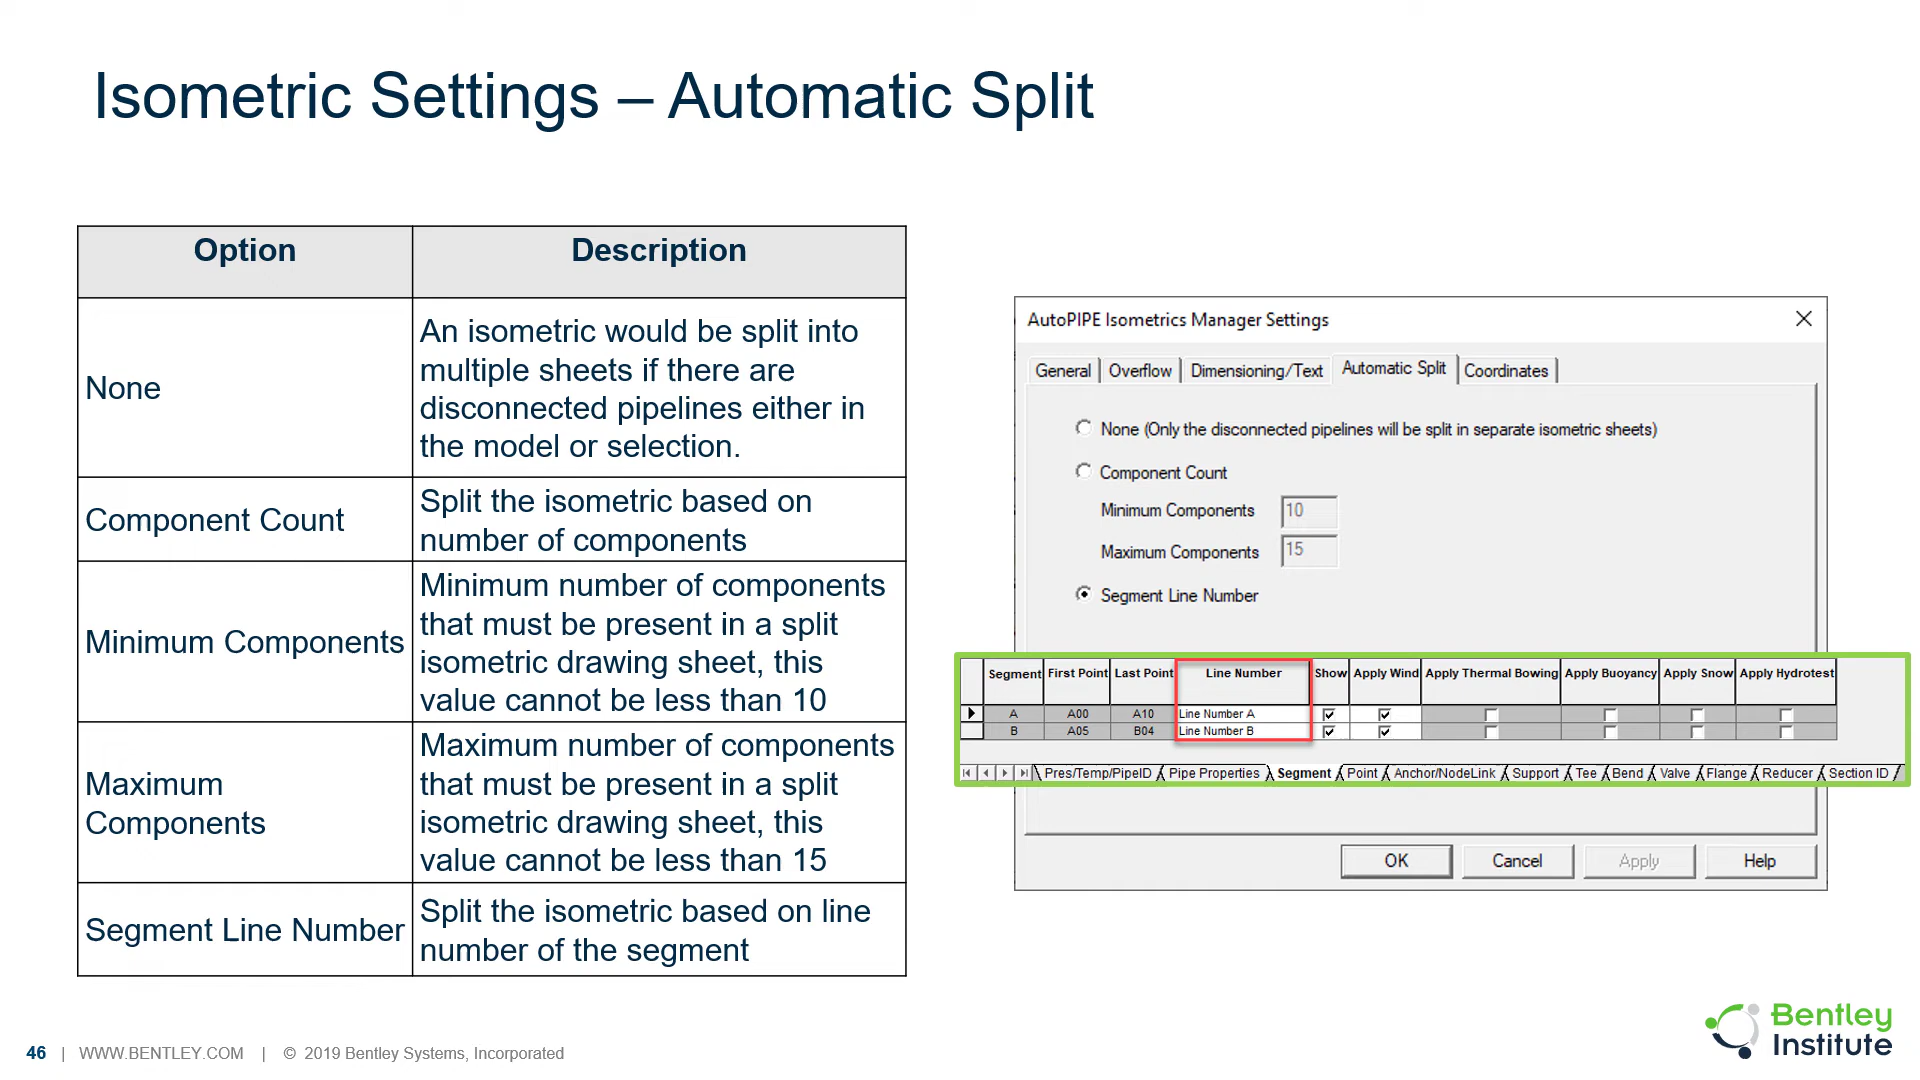 Isometric Settings – Automatic Split
Option
Description
None
An isometric would be split into
multiple sheets if there are
disconnected pipelines either in
the model or selection.
Component Count
Split the isometric based on
number of components
Minimum Components
Minimum number of components
that must be present in a split
isometric drawing sheet, this
value cannot be less than 10
Maximum
Components
Maximum number of components
that must be present in a split
isometric drawing sheet, this
value cannot be less than 15
Segment Line Number
Split the isometric based on line
number of the segment
AutoPIPE Isometrics Manager Settings
General Overflow Dimensioning/Text Automatic Split Coordinates
None (Only the disconnected pipelines will be split in separate isometric sheets)
Component Count
Minimum Components 10
Maximum Components 15
Segment Line Number
Segment First Point Last Point Line Number Show Apply Wind Apply Thermal Bowing Apply Buoyancy Apply Snow Apply Hydrotest
A A00 A10 Line Number A
B A05 B04 Line Number B
Pres/Temp/PipeID Pipe Properties Segment Point Anchor/NodeLink Support Tee Bend Valve Flange Reducer Section ID
OK Cancel Apply Help
46 | WWW.BENTLEY.COM | © 2019 Bentley Systems, Incorporated
Bentley
Institute